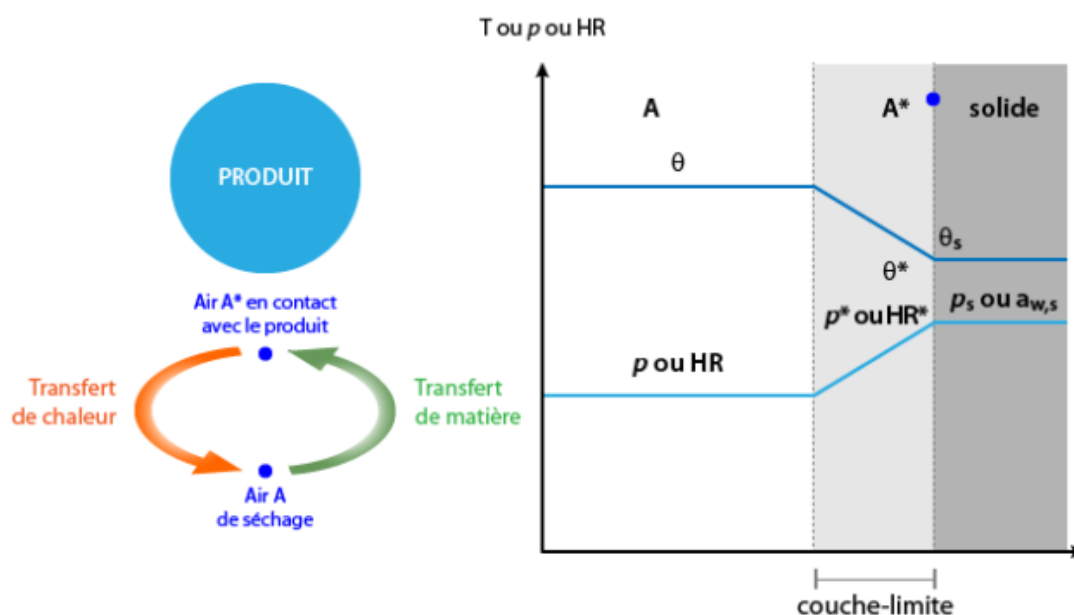 PRODUIT
Air A* en contact
avec le produit
Transfert
de chaleur
Transfert
de matière
Air A
de séchage
T ou p ou HR
A
A*
solide
θ
θs
θ*
p* ou HR*
ps ou aw,s
p ou HR
couche-limite